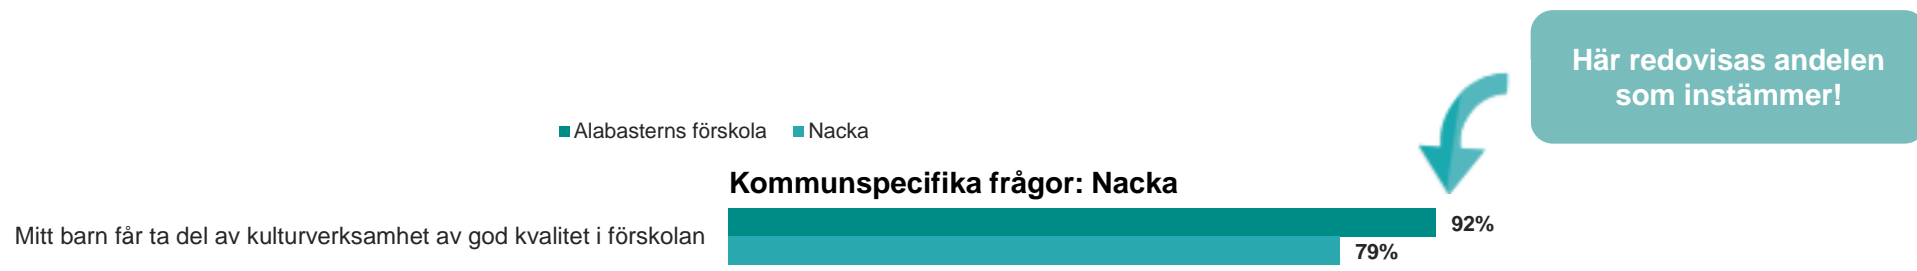 Här redovisas andelen
som instämmer!
Alabasterns förskola Nacka
Kommunspecifika frågor: Nacka
Mitt barn får ta del av kulturverksamhet av god kvalitet i förskolan
92%
79%